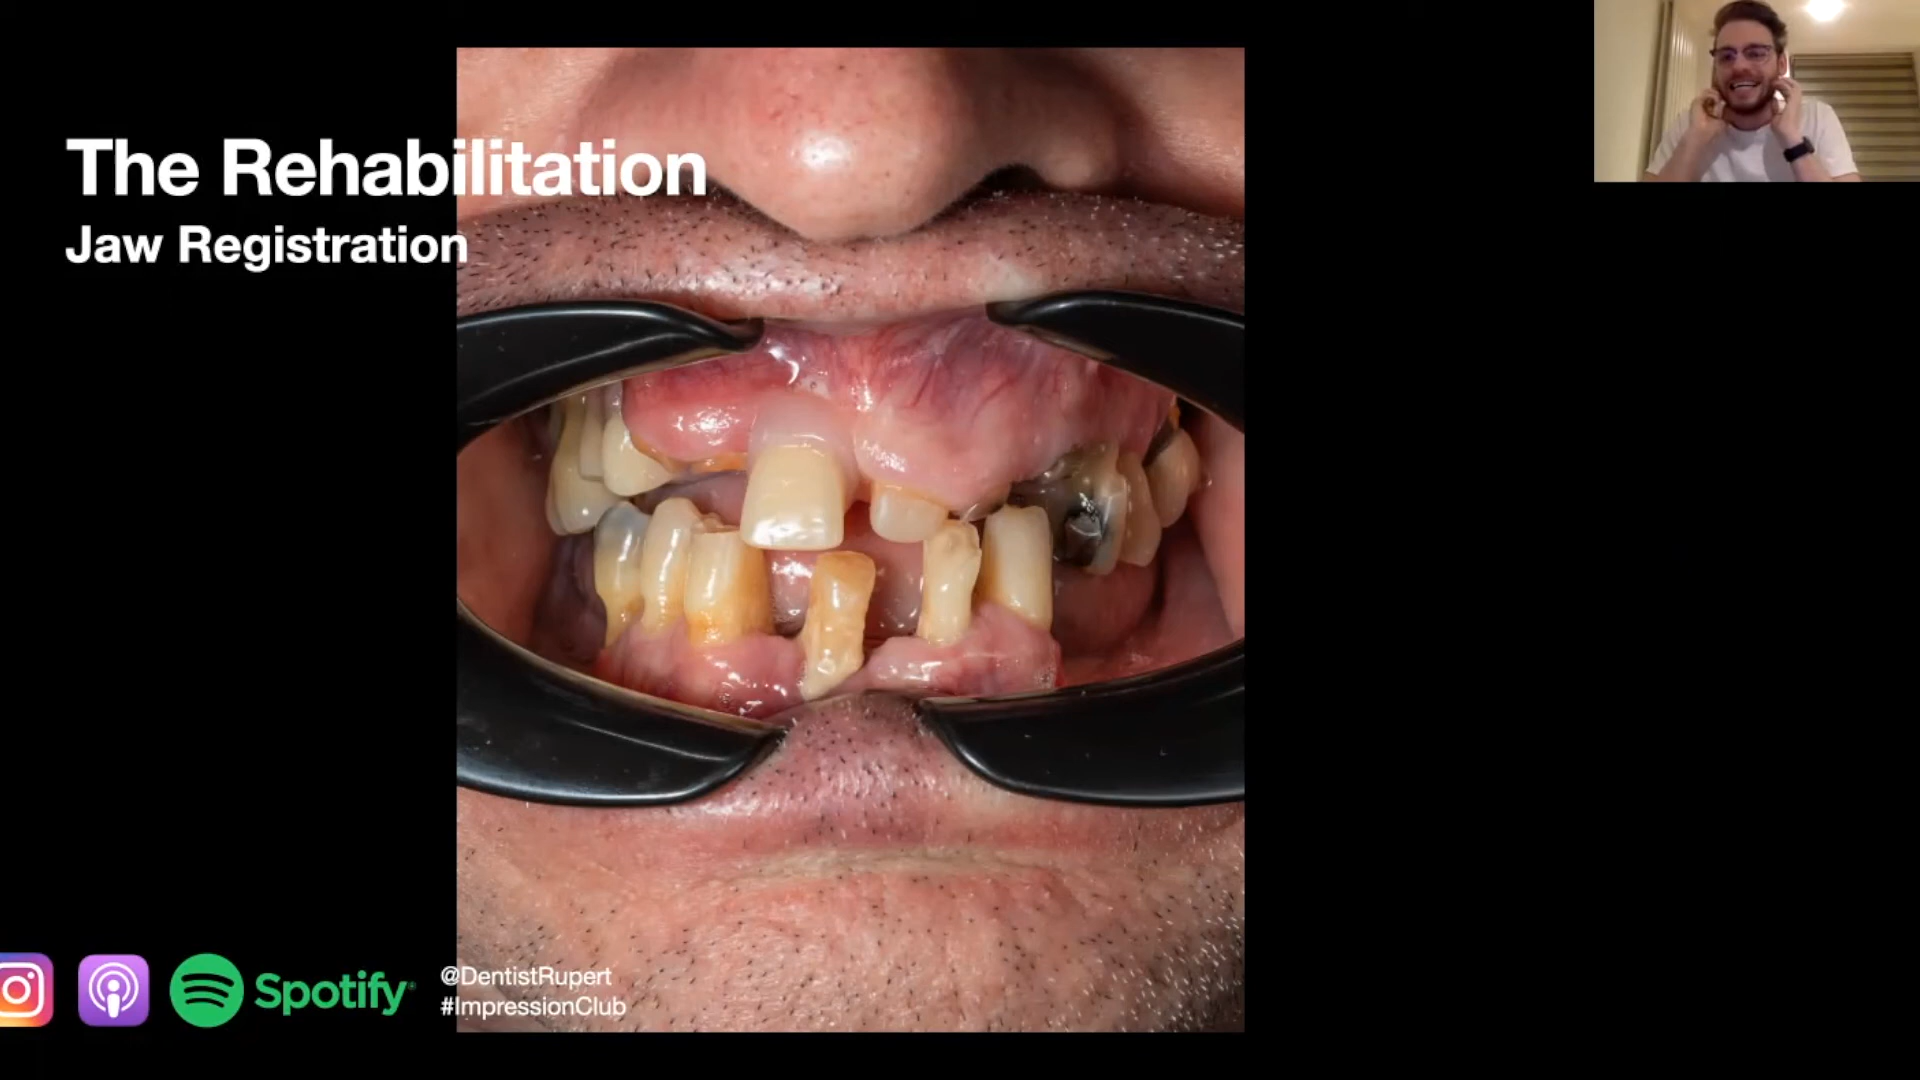 The Rehabilitation
Jaw Registration
Spotify
@DentistRupert
#ImpressionClub